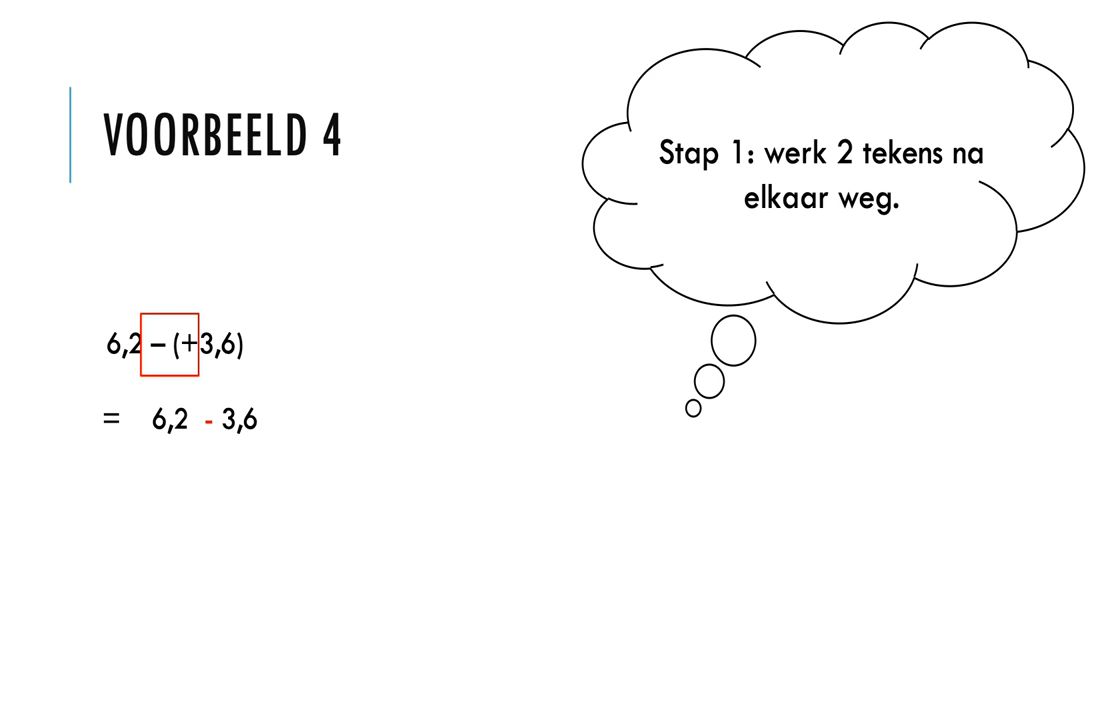 VOORBEELD 4
Stap 1: werk 2 tekens na
elkaar weg.
6,2 – (+3,6)
= 6,2 - 3,6